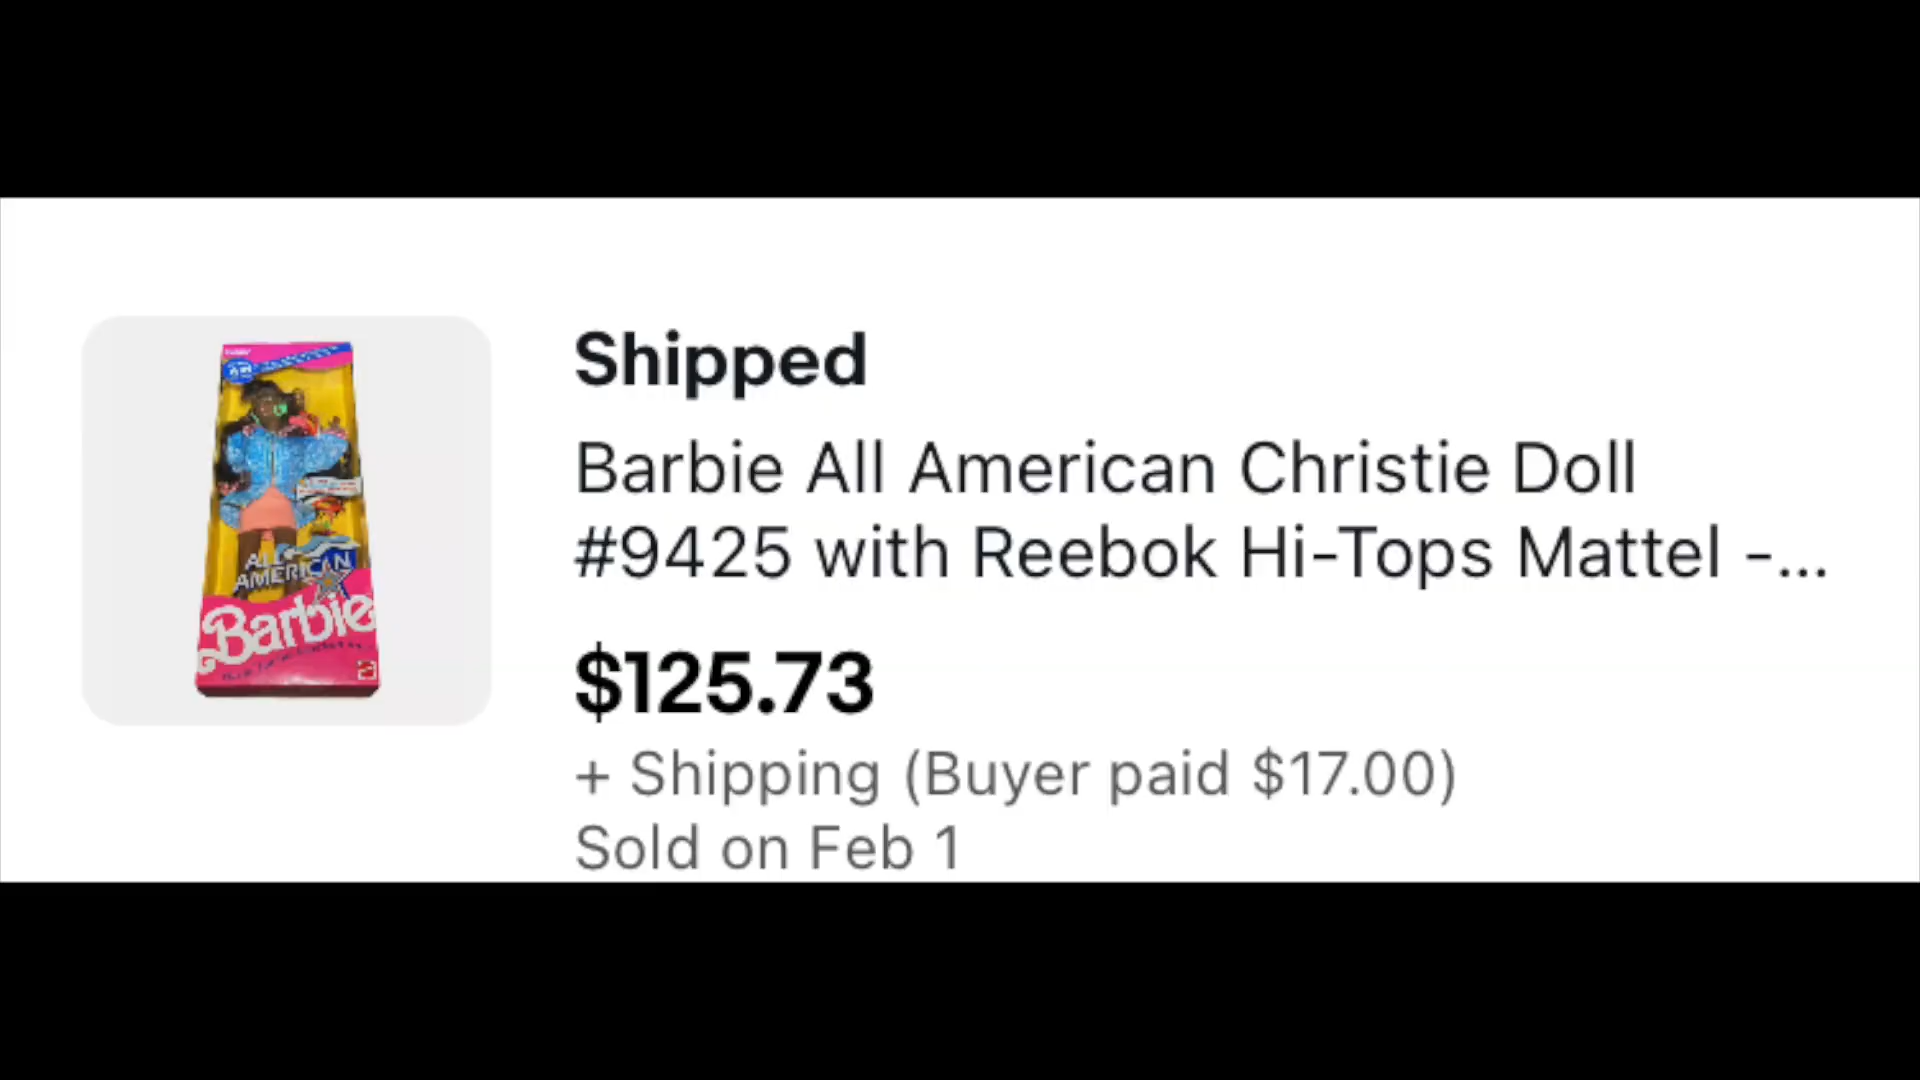 Shipped
Barbie All American Christie Doll
#9425 with Reebok Hi-Tops Mattel -...
$125.73
+ Shipping (Buyer paid $17.00)
Sold on Feb 1
ALL
AMERICAN
Barbie